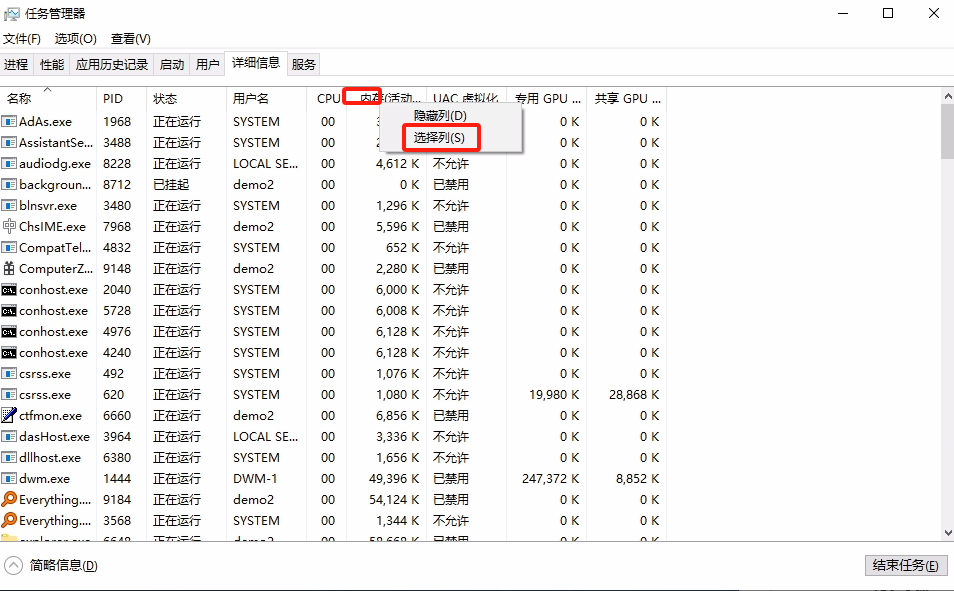 任务管理器
文件(F) 选项(O) 查看(V)
进程 性能 应用历史记录 启动 用户 详细信息 服务
名称 PID 状态 用户名 CPU 内存(活动... UAC 虚拟化 专用 GPU ... 共享 GPU ...
隐藏列(D)
选择列(S)
AdAs.exe 1968 正在运行 SYSTEM 00 0 K 0 K
AssistantSe... 3488 正在运行 SYSTEM 00 0 K 0 K
audiodg.exe 8228 正在运行 LOCAL SE... 00 4,612 K 不允许 0 K 0 K
backgroun... 8712 已挂起 demo2 00 0 K 已禁用 0 K 0 K
blnsvr.exe 3480 正在运行 SYSTEM 00 1,296 K 不允许 0 K 0 K
ChsIME.exe 7968 正在运行 demo2 00 5,596 K 已禁用 0 K 0 K
CompatTel... 4832 正在运行 SYSTEM 00 652 K 不允许 0 K 0 K
ComputerZ... 9148 正在运行 demo2 00 2,280 K 已禁用 0 K 0 K
conhost.exe 2040 正在运行 SYSTEM 00 6,000 K 不允许 0 K 0 K
conhost.exe 5728 正在运行 SYSTEM 00 6,008 K 不允许 0 K 0 K
conhost.exe 4976 正在运行 SYSTEM 00 6,128 K 不允许 0 K 0 K
conhost.exe 4240 正在运行 SYSTEM 00 6,128 K 不允许 0 K 0 K
csrss.exe 492 正在运行 SYSTEM 00 1,076 K 不允许 0 K 0 K
csrss.exe 620 正在运行 SYSTEM 00 1,080 K 不允许 19,980 K 28,868 K
ctfmon.exe 6660 正在运行 demo2 00 6,856 K 已禁用 0 K 0 K
dasHost.exe 3964 正在运行 LOCAL SE... 00 3,336 K 不允许 0 K 0 K
dllhost.exe 6380 正在运行 SYSTEM 00 1,656 K 不允许 0 K 0 K
dwm.exe 1444 正在运行 DWM-1 00 49,396 K 已禁用 247,372 K 8,852 K
Everything.... 9184 正在运行 demo2 00 54,124 K 已禁用 0 K 0 K
Everything.... 3568 正在运行 SYSTEM 00 1,344 K 不允许 0 K 0 K
explorer.exe 6648 正在运行 demo2 00 58,668 K 已禁用 0 K 0 K
简略信息(D) 结束任务(E)